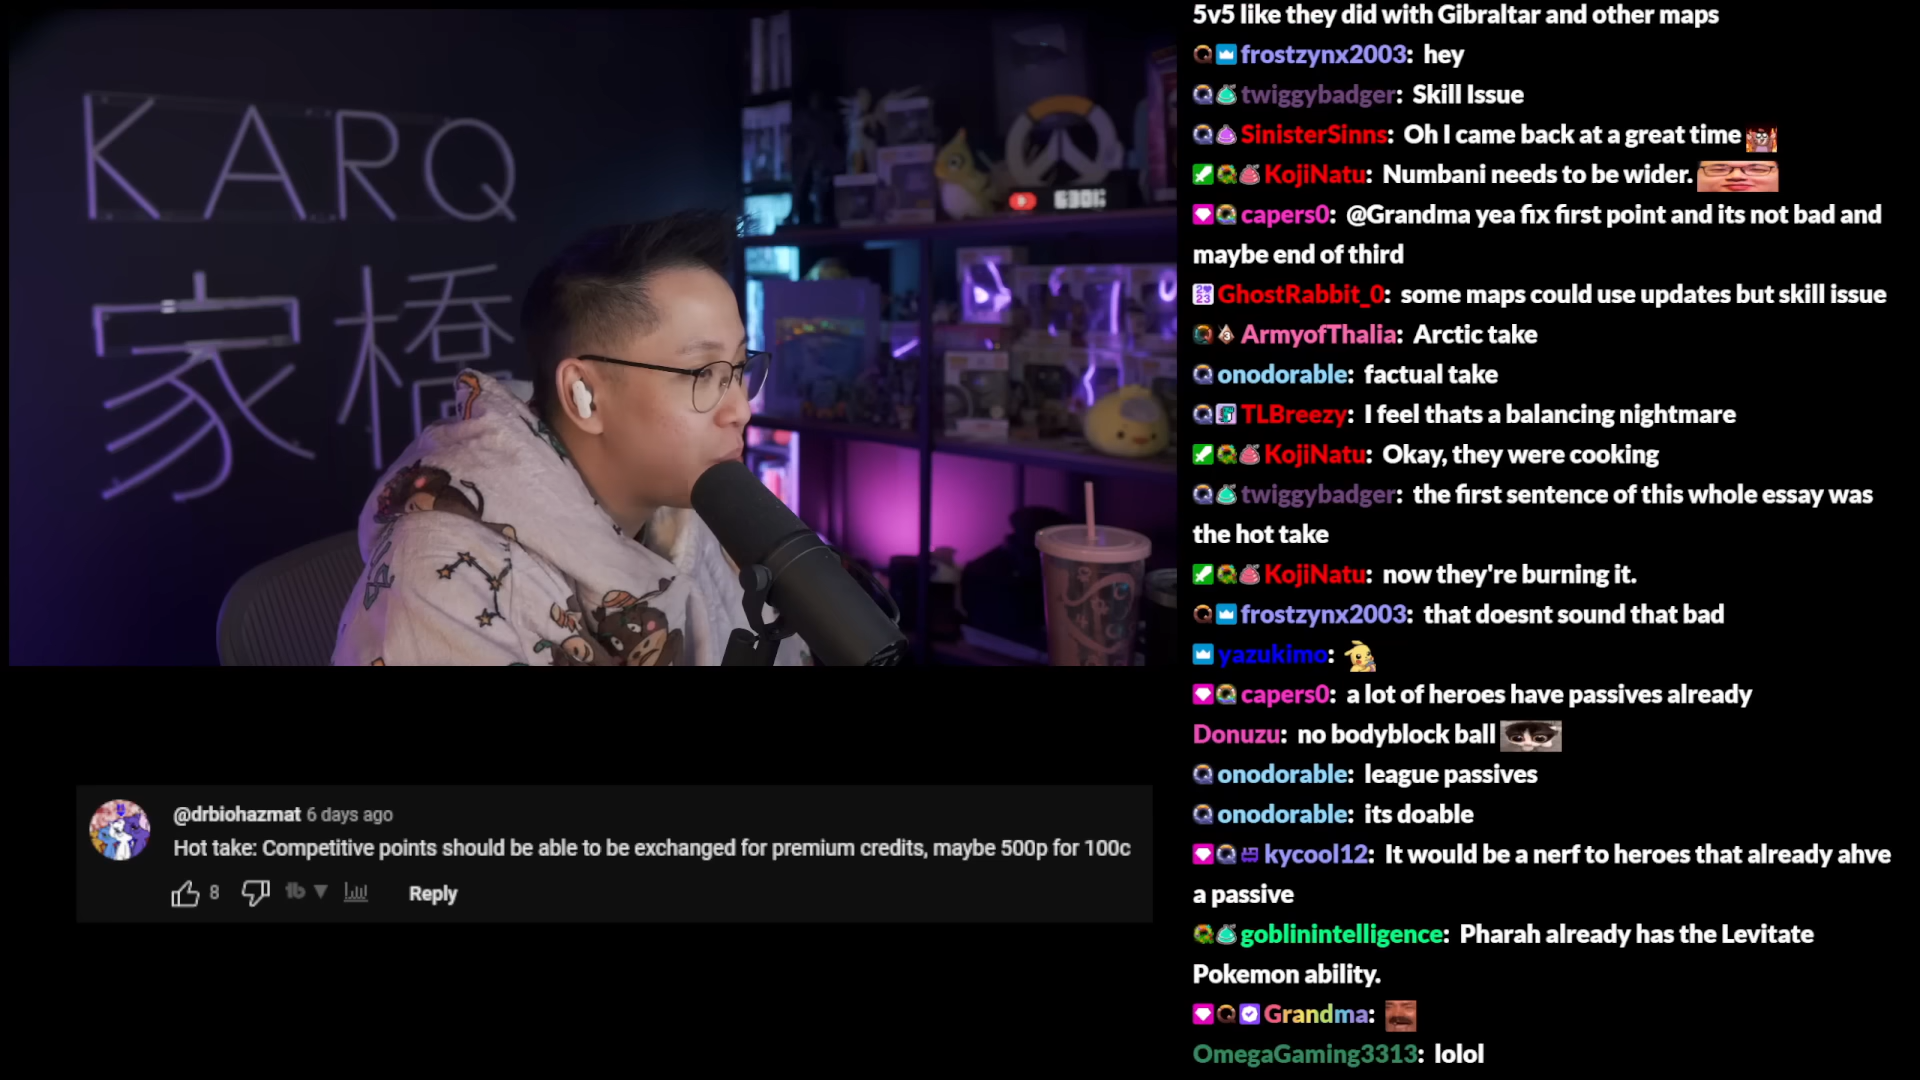 KARQ
家橋
630K
5v5 like they did with Gibraltar and other maps
frostzynx2003: hey
twiggybadger: Skill Issue
SinisterSinns: Oh I came back at a great time
KojiNatu: Numbani needs to be wider.
capers0: @Grandma yea fix first point and its not bad and
maybe end of third
GhostRabbit_0: some maps could use updates but skill issue
ArmyofThalia: Arctic take
onodorable: factual take
TLBreezy: I feel thats a balancing nightmare
KojiNatu: Okay, they were cooking
twiggybadger: the first sentence of this whole essay was
the hot take
KojiNatu: now they're burning it.
frostzynx2003: that doesnt sound that bad
yazukimo:
capers0: a lot of heroes have passives already
Donuzu: no bodyblock ball
onodorable: league passives
onodorable: its doable
kycool12: It would be a nerf to heroes that already ahve
a passive
goblinintelligence: Pharah already has the Levitate
Pokemon ability.
Grandma:
OmegaGaming3313: lolol
@drbiohazmat 6 days ago
Hot take: Competitive points should be able to be exchanged for premium credits, maybe 500p for 100c
8 Reply